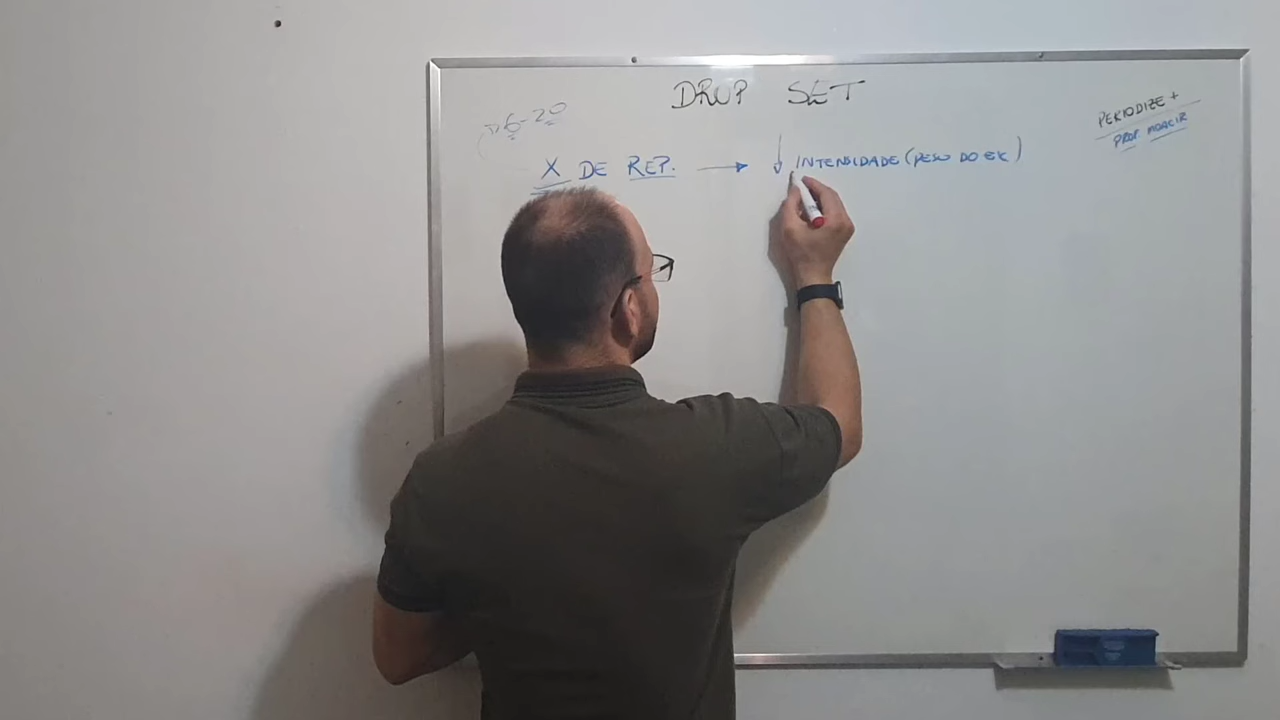 DROP SET
6-20
X DE REP. → ↓ INTENSIDADE (PESO DO EX)
PERIODIZE +
PROF. MOACIR